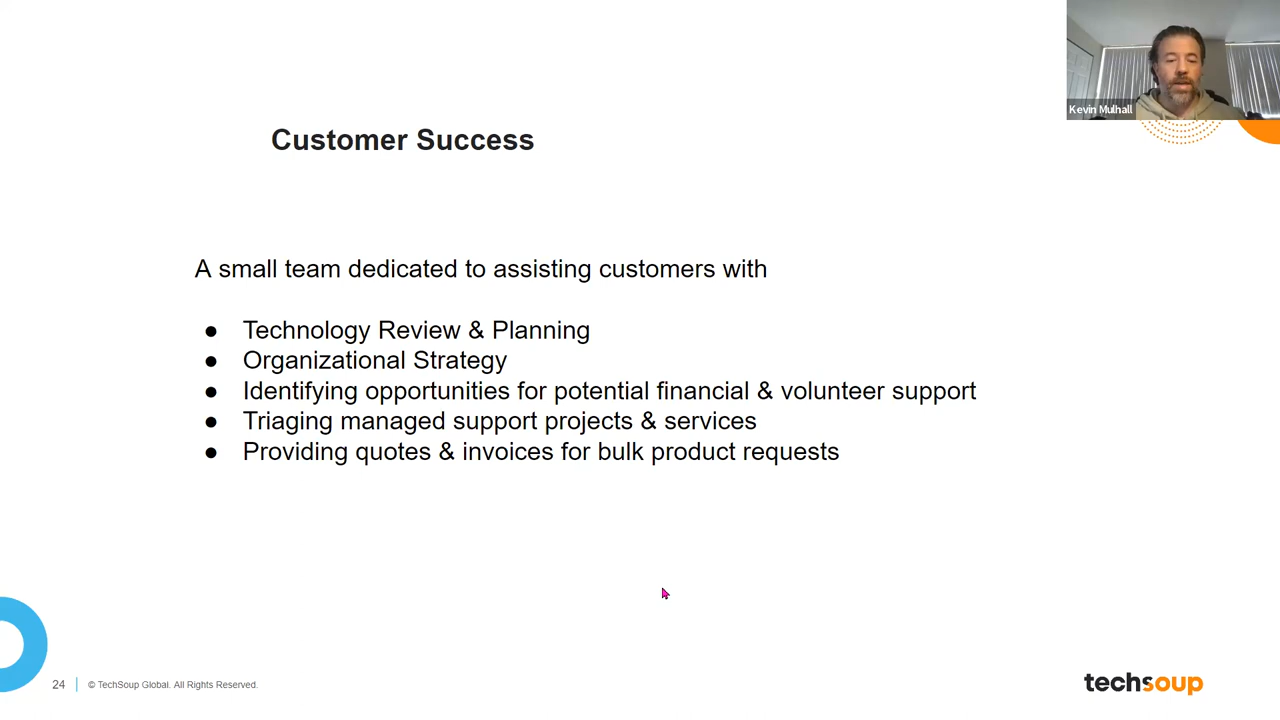 Kevin Mulhall
Customer Success
A small team dedicated to assisting customers with
● Technology Review & Planning
● Organizational Strategy
● Identifying opportunities for potential financial & volunteer support
● Triaging managed support projects & services
● Providing quotes & invoices for bulk product requests
24 © TechSoup Global. All Rights Reserved.
techsoup